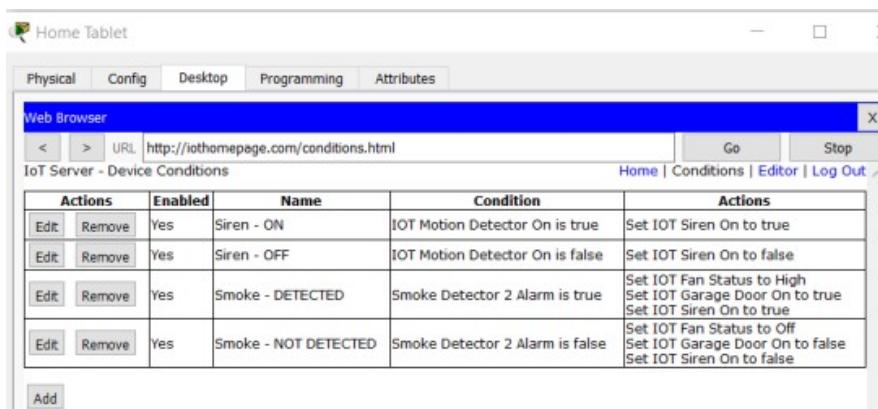 Home Tablet
Physical Config Desktop Programming Attributes
Web Browser X
< > URL http://iothomepage.com/conditions.html Go Stop
IoT Server - Device Conditions Home | Conditions | Editor | Log Out
Actions Enabled Name Condition Actions
Edit Remove Yes Siren - ON IOT Motion Detector On is true Set IOT Siren On to true
Edit Remove Yes Siren - OFF IOT Motion Detector On is false Set IOT Siren On to false
Edit Remove Yes Smoke - DETECTED Smoke Detector 2 Alarm is true Set IOT Fan Status to High
Set IOT Garage Door On to true
Set IOT Siren On to true
Edit Remove Yes Smoke - NOT DETECTED Smoke Detector 2 Alarm is false Set IOT Fan Status to Off
Set IOT Garage Door On to false
Set IOT Siren On to false
Add